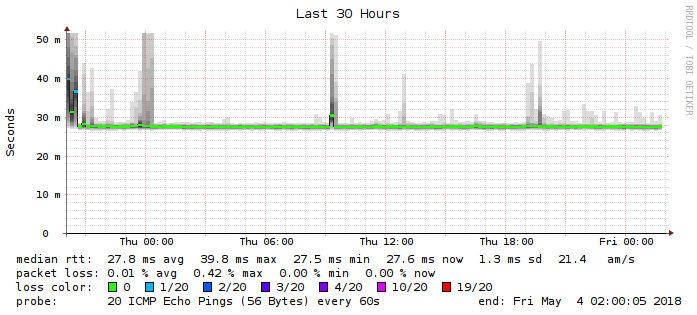 Last 30 Hours
RRDTOOL / TOBI OETIKER
Seconds
50 m
40 m
30 m
20 m
10 m
0
Thu 00:00 Thu 06:00 Thu 12:00 Thu 18:00 Fri 00:00
median rtt: 27.8 ms avg 39.8 ms max 27.5 ms min 27.6 ms now 1.3 ms sd 21.4 am/s
packet loss: 0.01 % avg 0.42 % max 0.00 % min 0.00 % now
loss color: 0 1/20 2/20 3/20 4/20 10/20 19/20
probe: 20 ICMP Echo Pings (56 Bytes) every 60s end: Fri May 4 02:00:05 2018